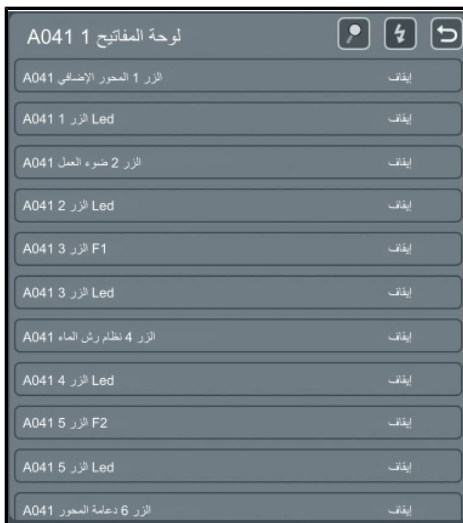 لوحة المفاتيح 1 A041
الزر 1 المحور الإضافي A041 إيقاف
Led الزر 1 A041 إيقاف
الزر 2 ضوء العمل A041 إيقاف
Led الزر 2 A041 إيقاف
F1 الزر 3 A041 إيقاف
Led الزر 3 A041 إيقاف
الزر 4 نظام رش الماء A041 إيقاف
Led الزر 4 A041 إيقاف
F2 الزر 5 A041 إيقاف
Led الزر 5 A041 إيقاف
الزر 6 دعامة المحور A041 إيقاف